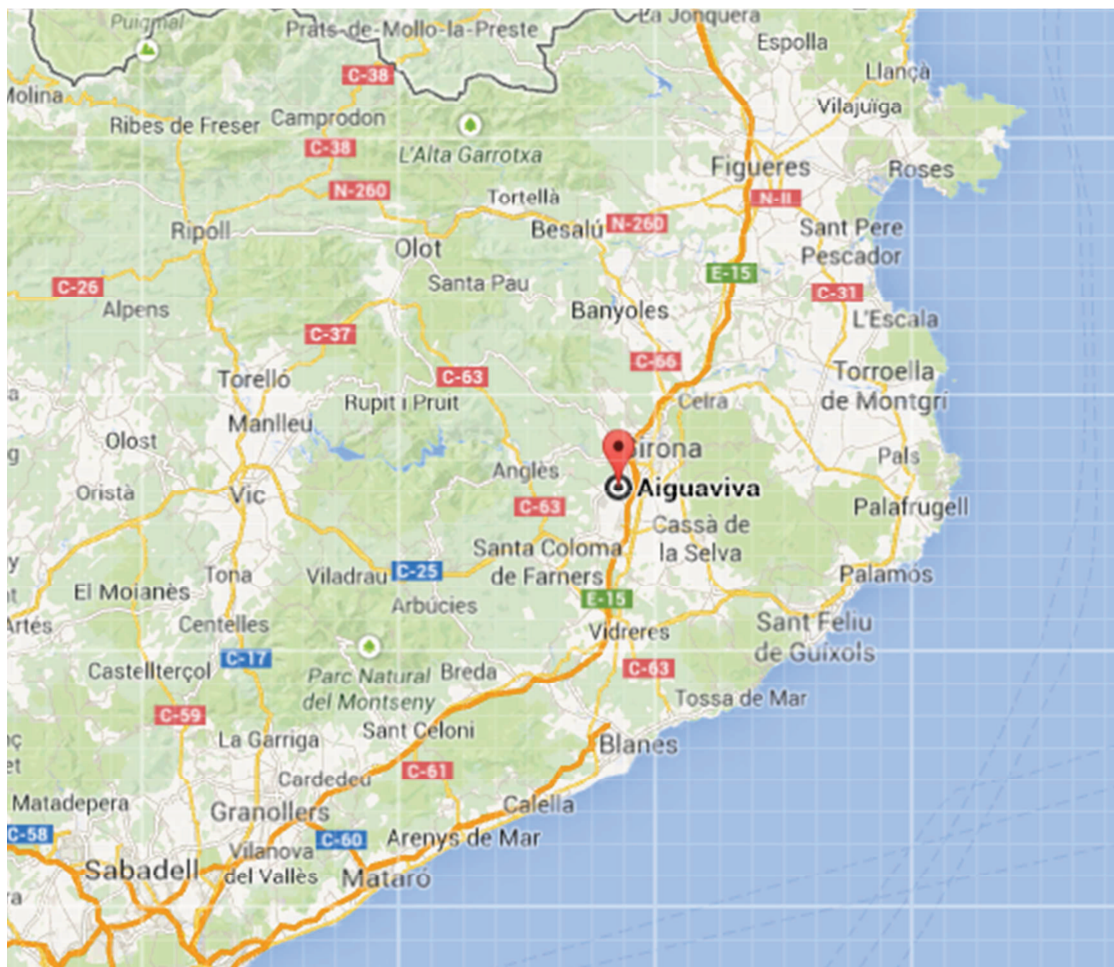 Puigmal
Prats-de-Mollo-la-Preste
La Jonquera
Espolla
C-38
Llançà
Molina
Vilajuïga
Ribes de Freser
Camprodon
C-38
L'Alta Garrotxa
Figueres
Roses
N-260
Tortellà
N-II
Ripoll
Besalú
N-260
Sant Pere
Pescador
Olot
E-15
Santa Pau
C-26
C-31
Alpens
Banyoles
L'Escala
C-37
C-66
Torelló
C-63
Torroella
de Montgrí
Rupit i Pruit
Celrà
Manlleu
Olost
Girona
Pals
Anglès
Aiguaviva
Oristà
Vic
C-63
Palafrugell
Cassà de
la Selva
Santa Coloma
de Farners
Tona
Viladrau
C-25
Palamós
El Moianès
Arbúcies
E-15
Artés
Centelles
Vidreres
Sant Feliu
de Guíxols
C-17
Castellterçol
Parc Natural
del Montseny
Breda
C-63
Tossa de Mar
C-59
Sant Celoni
La Garriga
Blanes
Cardedeu
C-61
Matadepera
Granollers
Calella
C-58
C-60
Arenys de Mar
Vilanova
del Vallès
Sabadell
Mataró